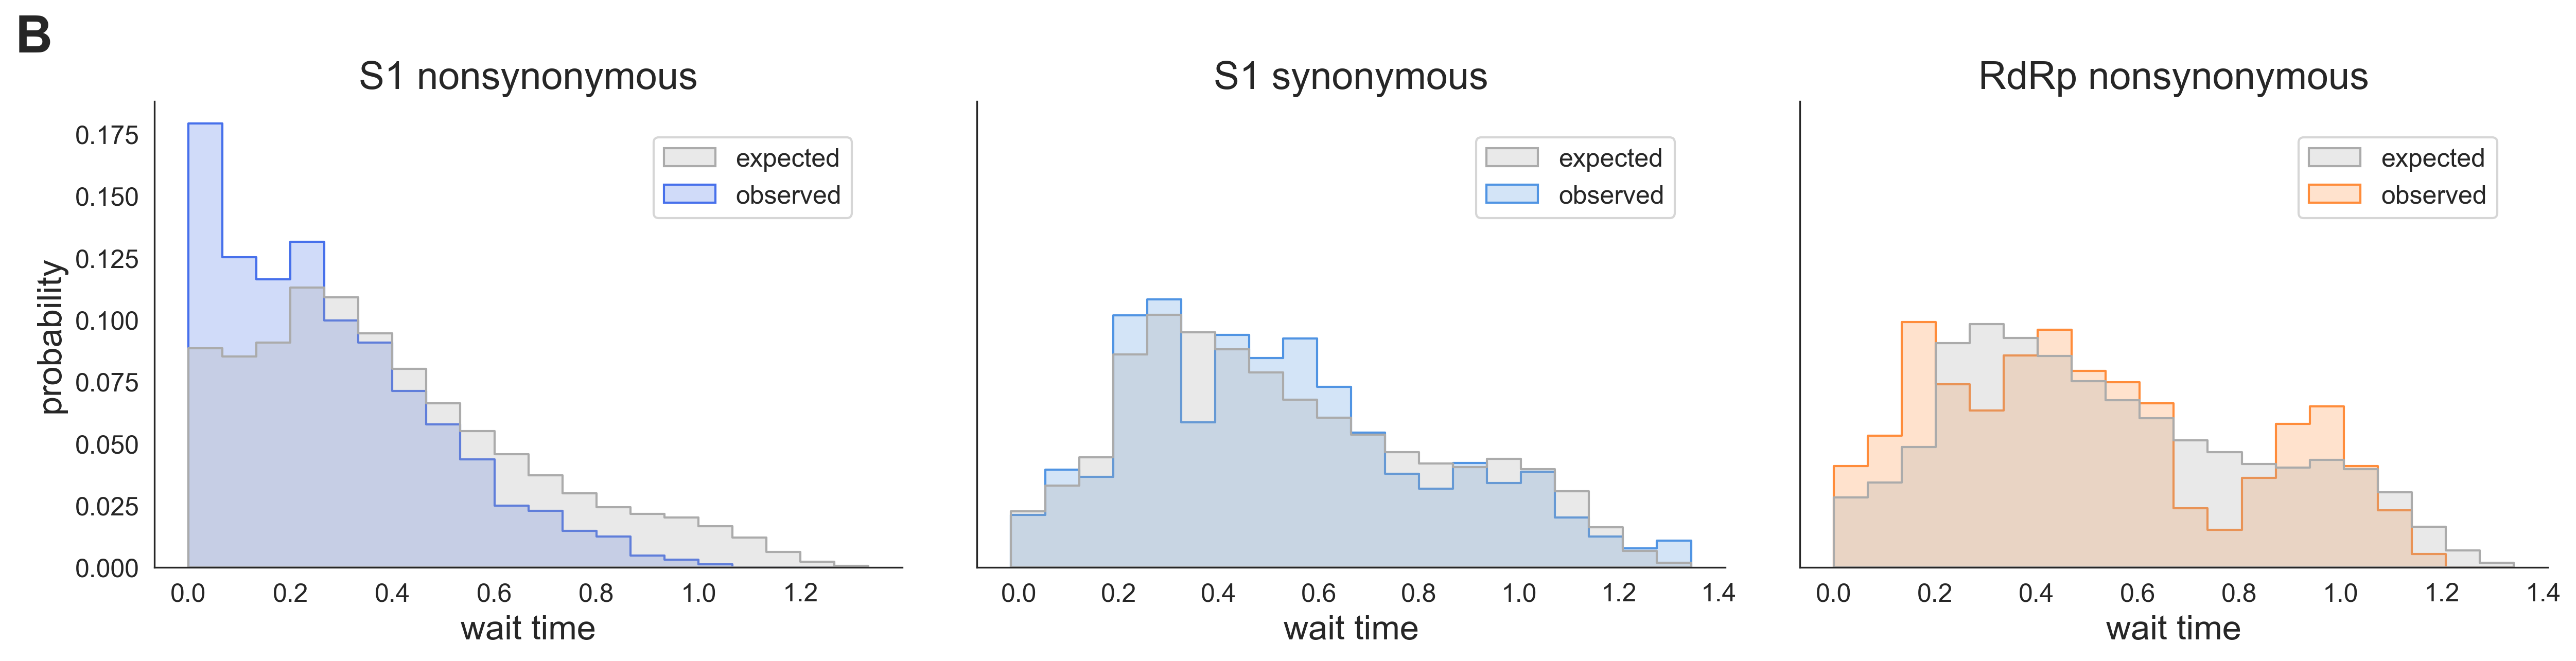 B
S1 nonsynonymous
S1 synonymous
RdRp nonsynonymous
probability
0.175
0.150
0.125
0.100
0.075
0.050
0.025
0.000
expected
observed
expected
observed
expected
observed
0.0 0.2 0.4 0.6 0.8 1.0 1.2
0.0 0.2 0.4 0.6 0.8 1.0 1.2 1.4
0.0 0.2 0.4 0.6 0.8 1.0 1.2 1.4
wait time
wait time
wait time